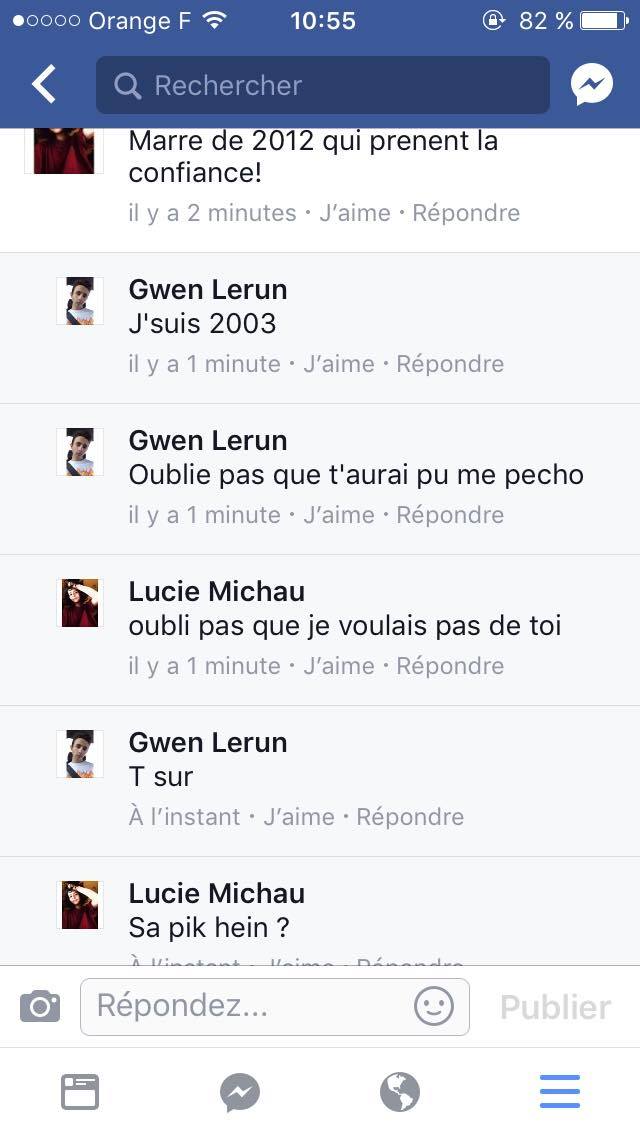 Orange F 10:55 82 %
Rechercher
Marre de 2012 qui prenent la
confiance!
il y a 2 minutes · J'aime · Répondre
Gwen Lerun
J'suis 2003
il y a 1 minute · J'aime · Répondre
Gwen Lerun
Oublie pas que t'aurai pu me pecho
il y a 1 minute · J'aime · Répondre
Lucie Michau
oubli pas que je voulais pas de toi
il y a 1 minute · J'aime · Répondre
Gwen Lerun
T sur
À l'instant · J'aime · Répondre
Lucie Michau
Sa pik hein ?
À l'instant · J'aime · Répondre
Répondez...
Publier